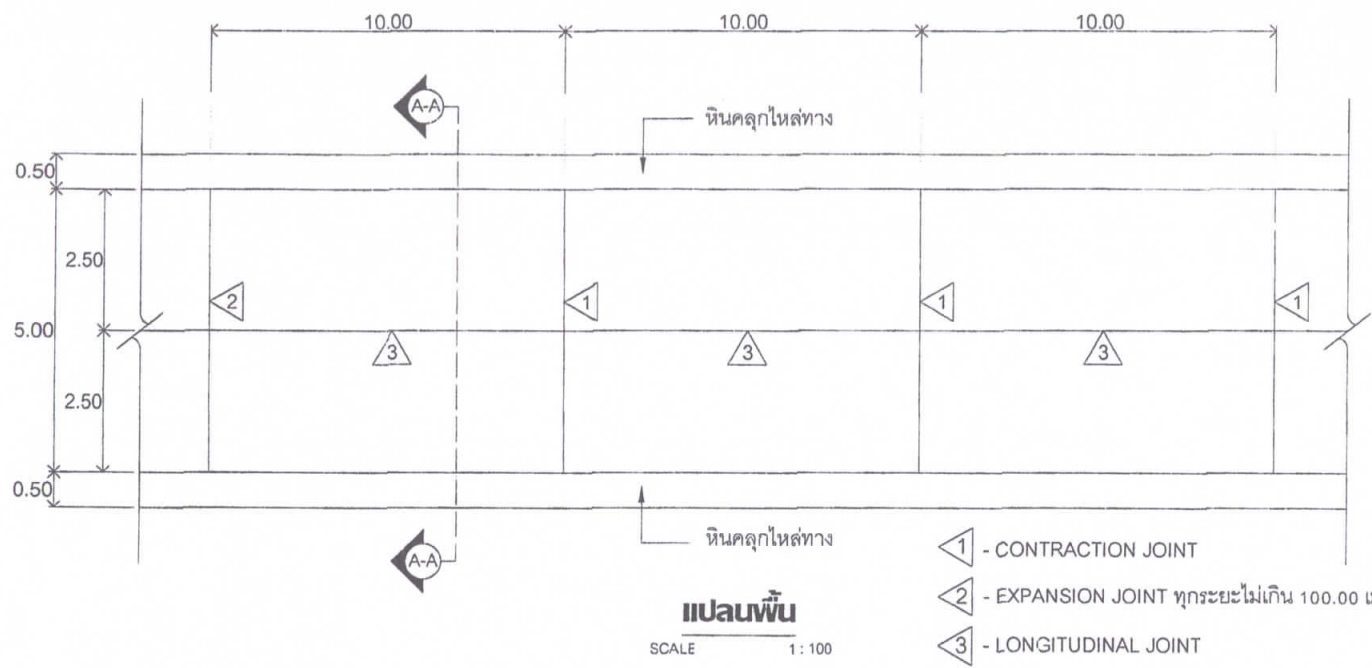 10.00 10.00 10.00
A-A
หินคลุกไหล่ทาง
0.50
2.50
2 1 1 1
5.00
3 3 3
2.50
0.50
หินคลุกไหล่ทาง
A-A
1 - CONTRACTION JOINT
2 - EXPANSION JOINT ทุกระยะไม่เกิน 100.00
3 - LONGITUDINAL JOINT
แปลนพื้น
SCALE 1 : 100